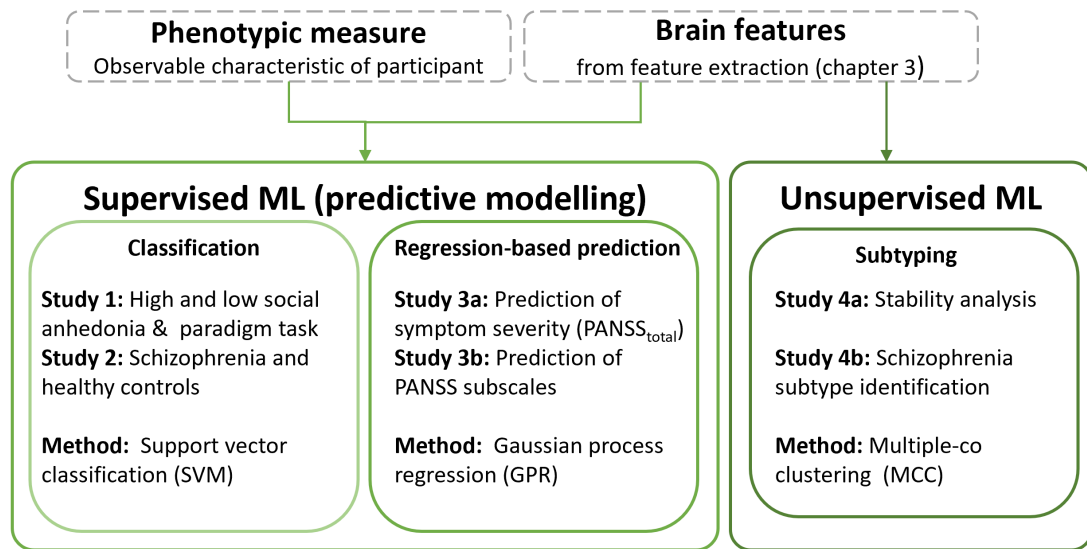 Phenotypic measure
Observable characteristic of participant
Brain features
from feature extraction (chapter 3)
Supervised ML (predictive modelling)
Classification
Study 1: High and low social
anhedonia &  paradigm task
Study 2: Schizophrenia and
healthy controls
Method:  Support vector
classification (SVM)
Regression-based prediction
Study 3a: Prediction of
symptom severity (PANSStotal)
Study 3b: Prediction of
PANSS subscales
Method:  Gaussian process
regression (GPR)
Unsupervised ML
Subtyping
Study 4a: Stability analysis
Study 4b: Schizophrenia
subtype identification
Method: Multiple-co
clustering  (MCC)